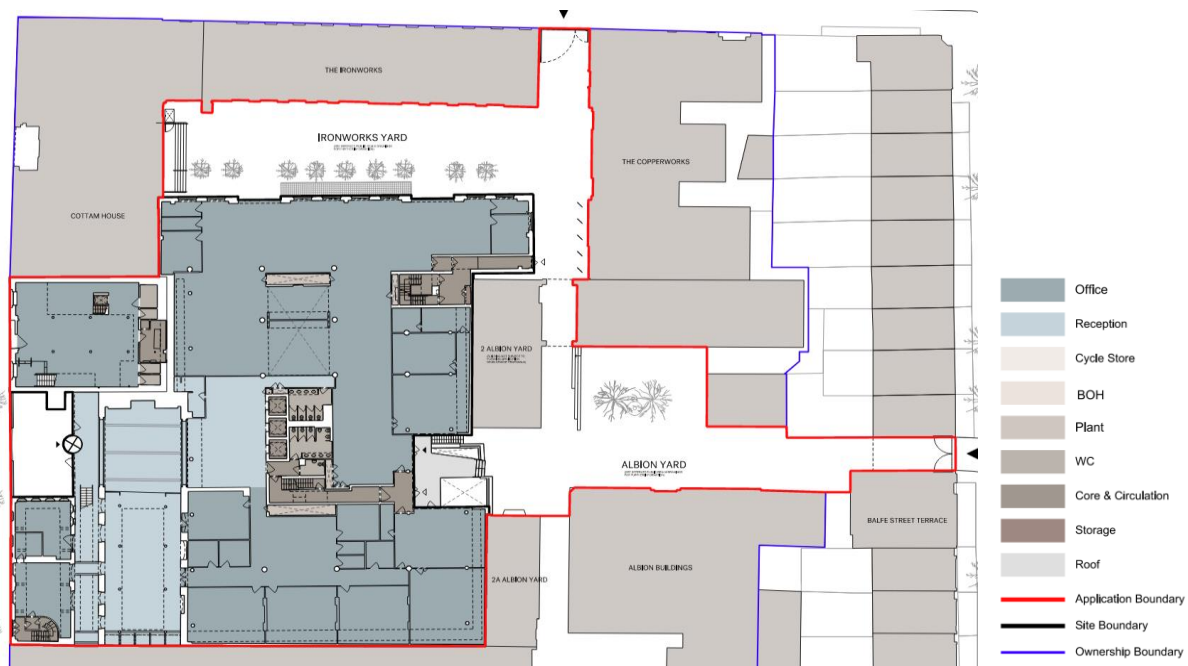 THE IRONWORKS
IRONWORKS YARD
THE COPPERWORKS
COTTAM HOUSE
2 ALBION YARD
ALBION YARD
BALFE STREET TERRACE
ALBION BUILDINGS
2A ALBION YARD
Office
Reception
Cycle Store
BOH
Plant
WC
Core & Circulation
Storage
Roof
Application Boundary
Site Boundary
Ownership Boundary